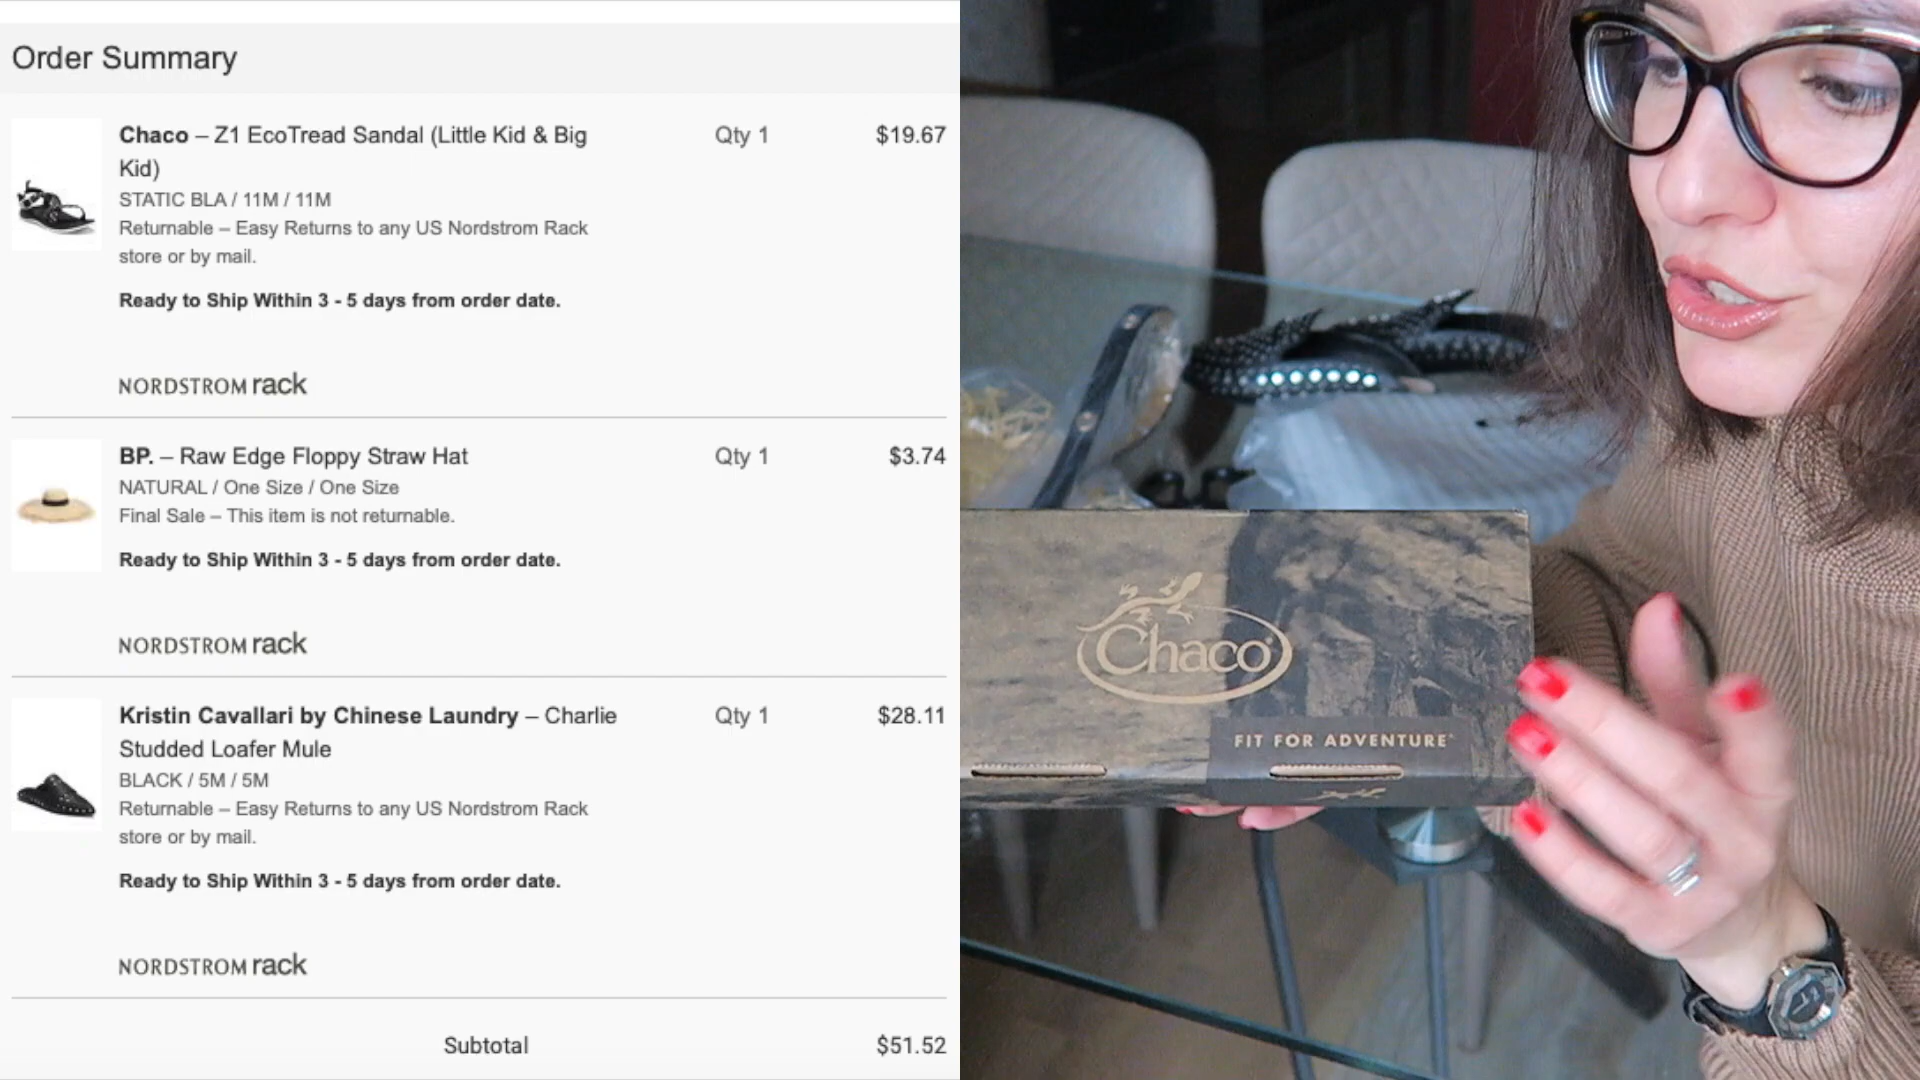 Order Summary
Chaco – Z1 EcoTread Sandal (Little Kid & Big
Kid)
Qty 1
$19.67
STATIC BLA / 11M / 11M
Returnable – Easy Returns to any US Nordstrom Rack
store or by mail.
Ready to Ship Within 3 - 5 days from order date.
NORDSTROM rack
BP. – Raw Edge Floppy Straw Hat
Qty 1
$3.74
NATURAL / One Size / One Size
Final Sale – This item is not returnable.
Ready to Ship Within 3 - 5 days from order date.
NORDSTROM rack
Kristin Cavallari by Chinese Laundry – Charlie
Studded Loafer Mule
Qty 1
$28.11
BLACK / 5M / 5M
Returnable – Easy Returns to any US Nordstrom Rack
store or by mail.
Ready to Ship Within 3 - 5 days from order date.
NORDSTROM rack
Subtotal
$51.52
Chaco®
FIT FOR ADVENTURE